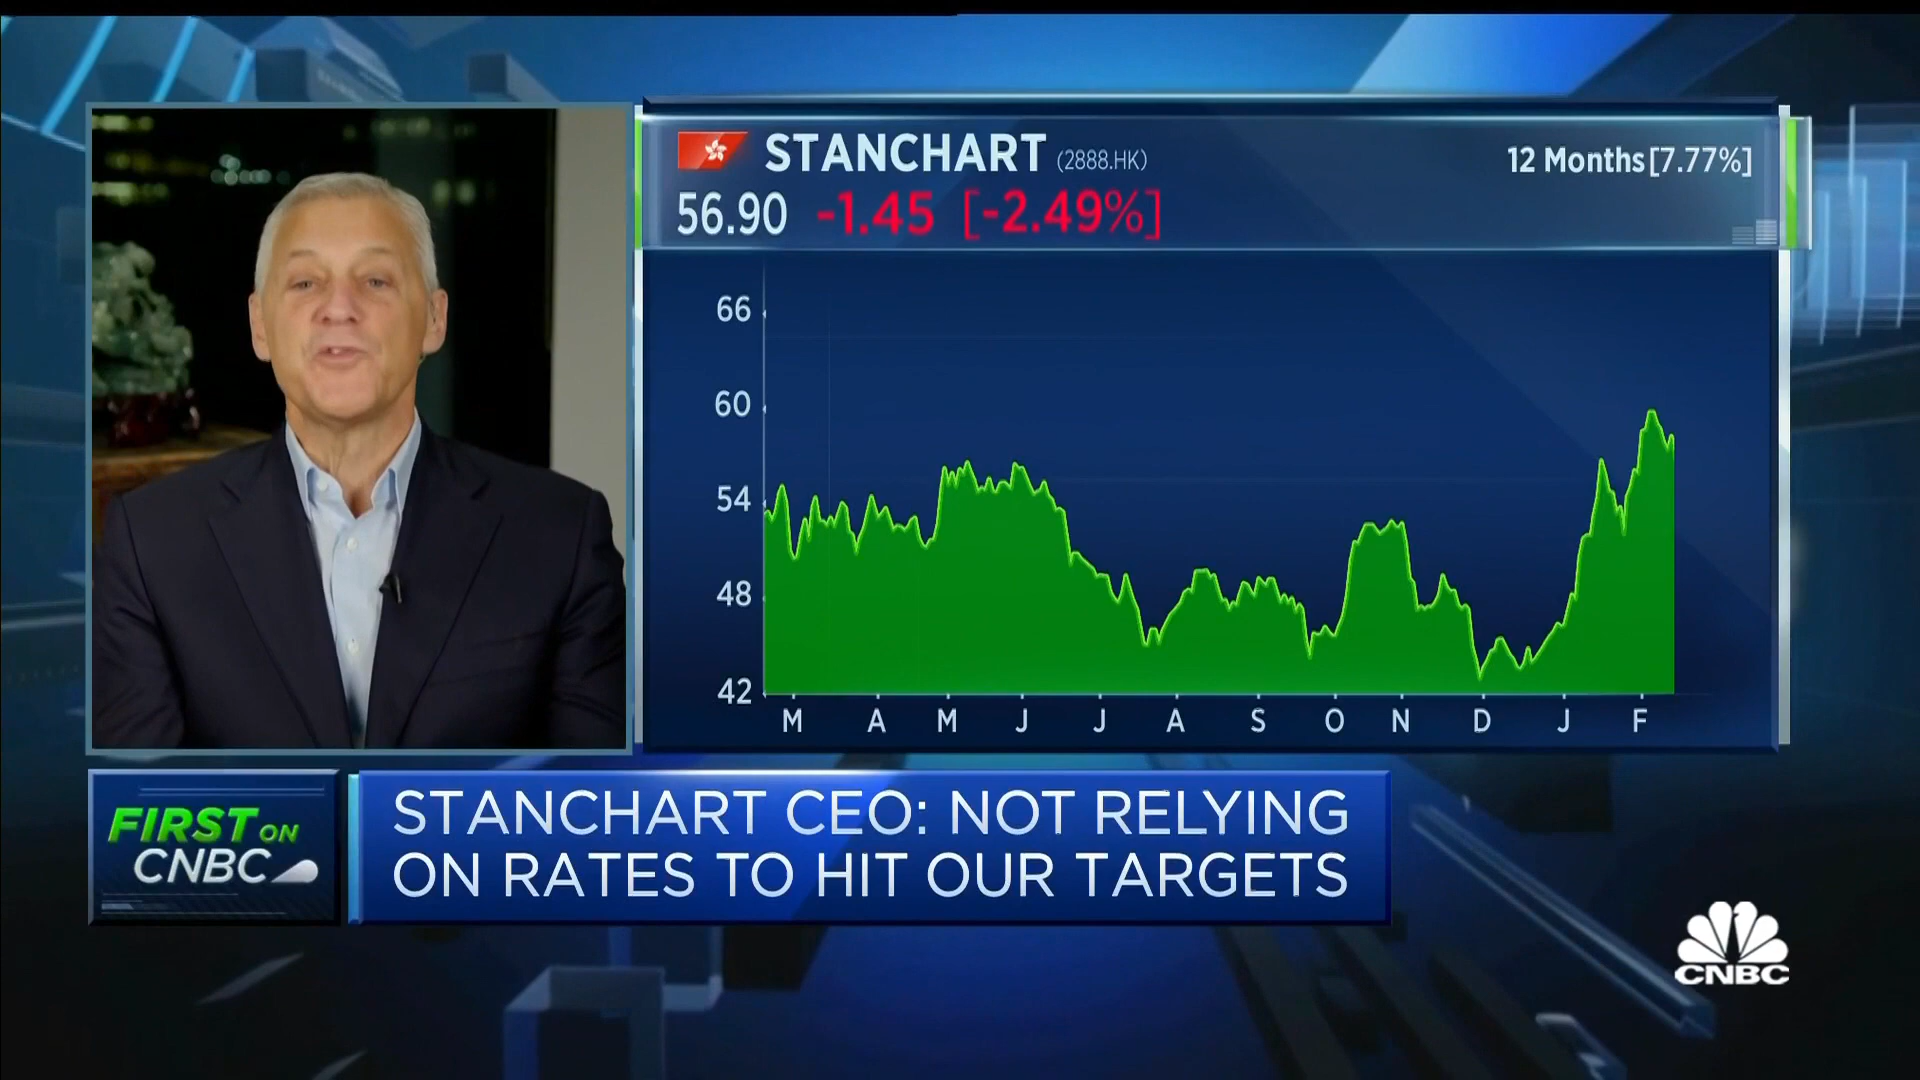 STANCHART (2888.HK)
12 Months[7.77%]
56.90 -1.45 [-2.49%]
66
60
54
48
42
M A M J J A S O N D J F
FIRST ON
CNBC
STANCHART CEO: NOT RELYING
ON RATES TO HIT OUR TARGETS
CNBC